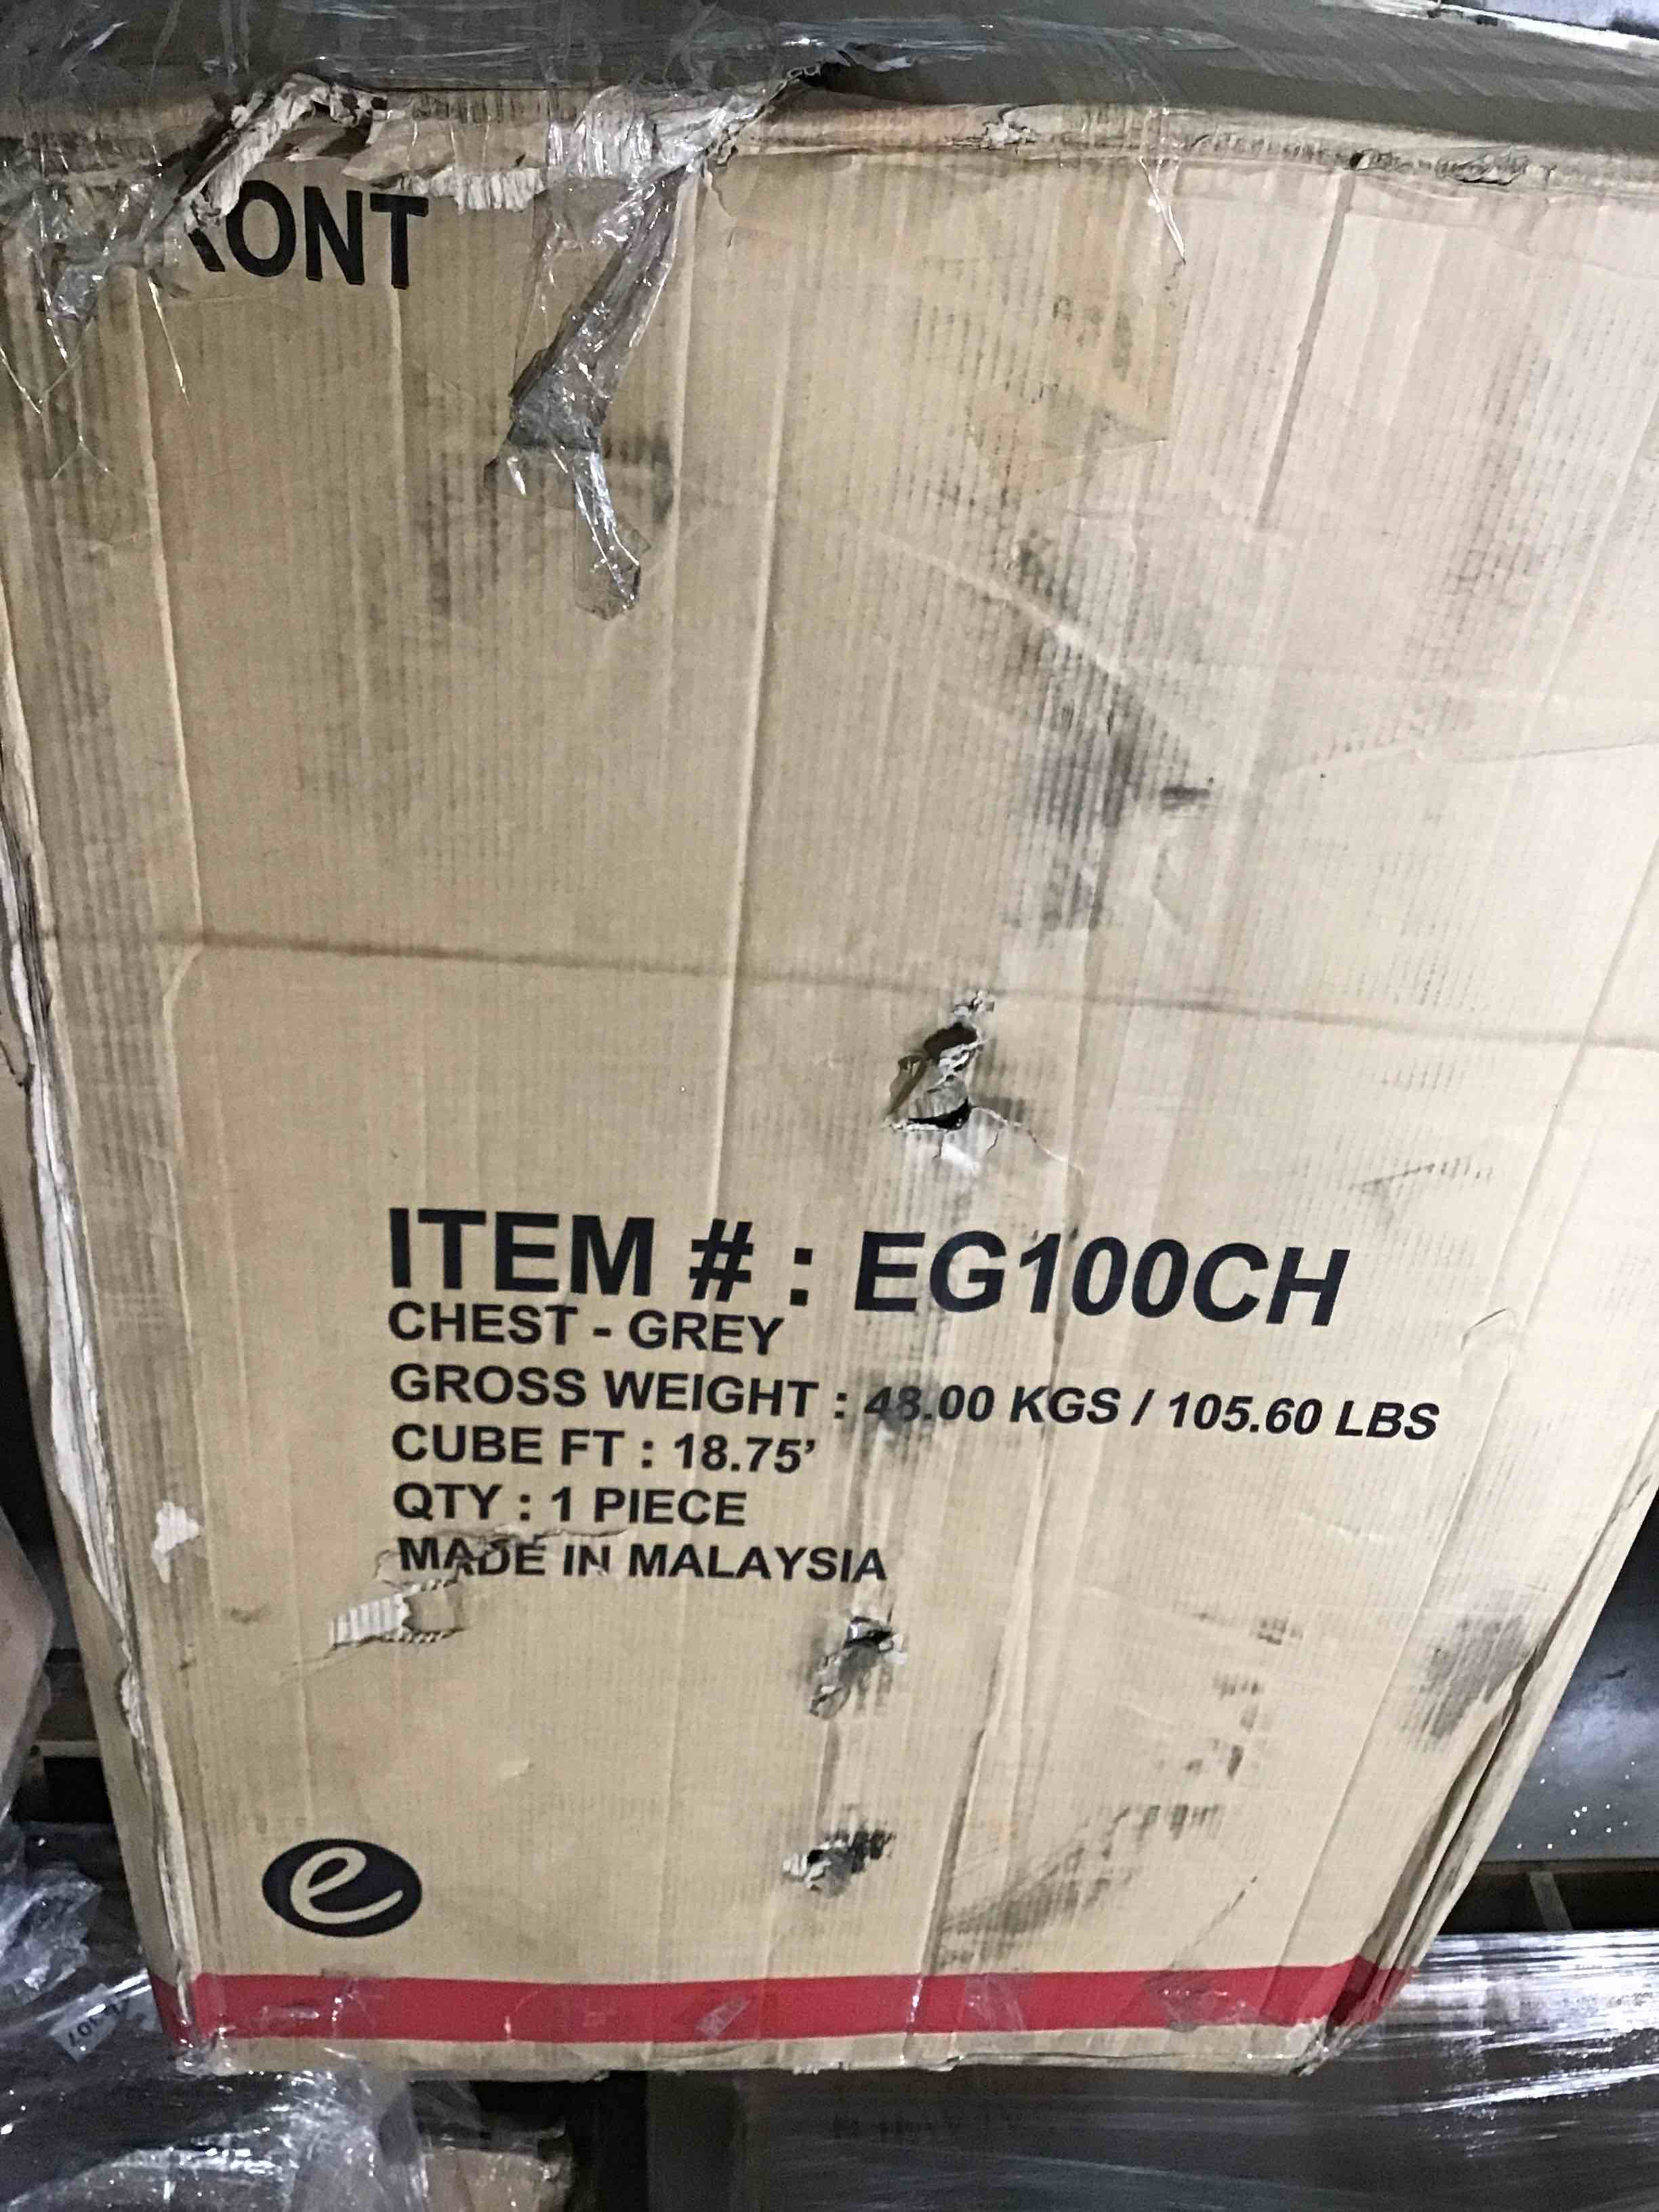 RONT
ITEM # : EG100CH
CHEST - GREY
GROSS WEIGHT : 48.00 KGS / 105.60 LBS
CUBE FT : 18.75’
QTY : 1 PIECE
MADE IN MALAYSIA
e